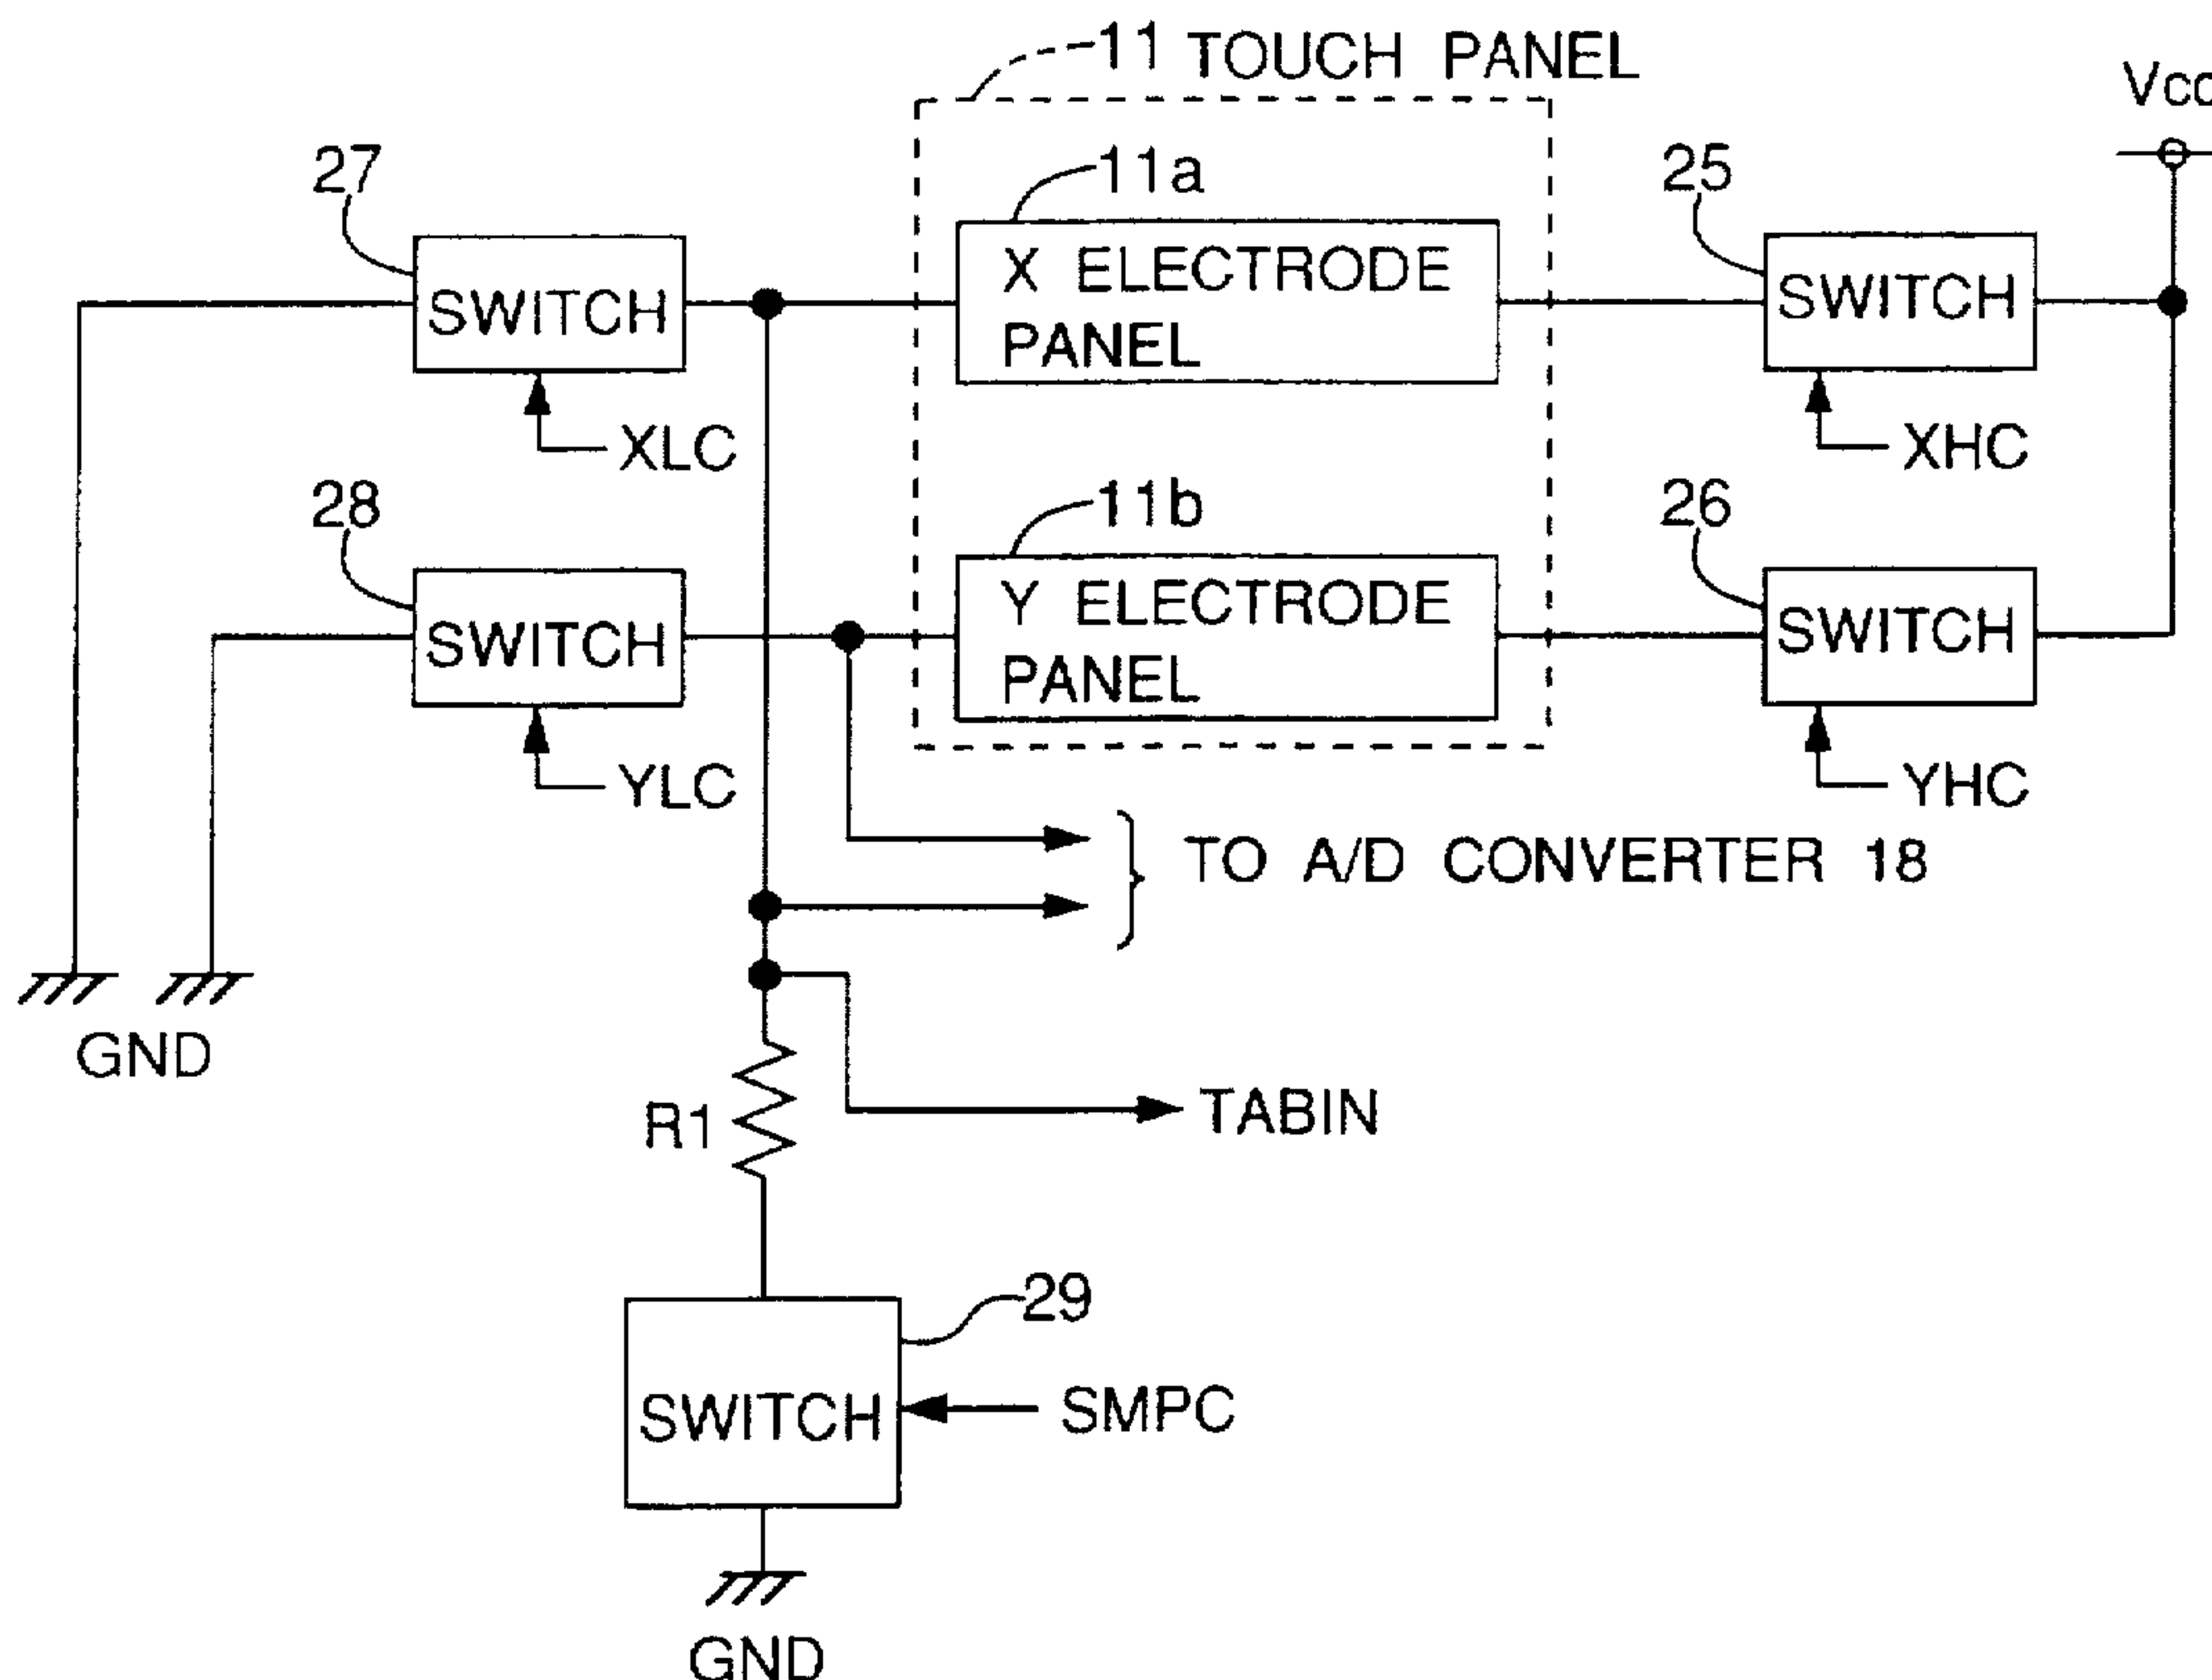 11 TOUCH PANEL
Vcc
27
11a
25
SWITCH
X ELECTRODE
PANEL
SWITCH
XLC
XHC
28
11b
26
SWITCH
Y ELECTRODE
PANEL
SWITCH
YLC
YHC
TO A/D CONVERTER 18
GND
R1
TABIN
29
SWITCH
SMPC
GND